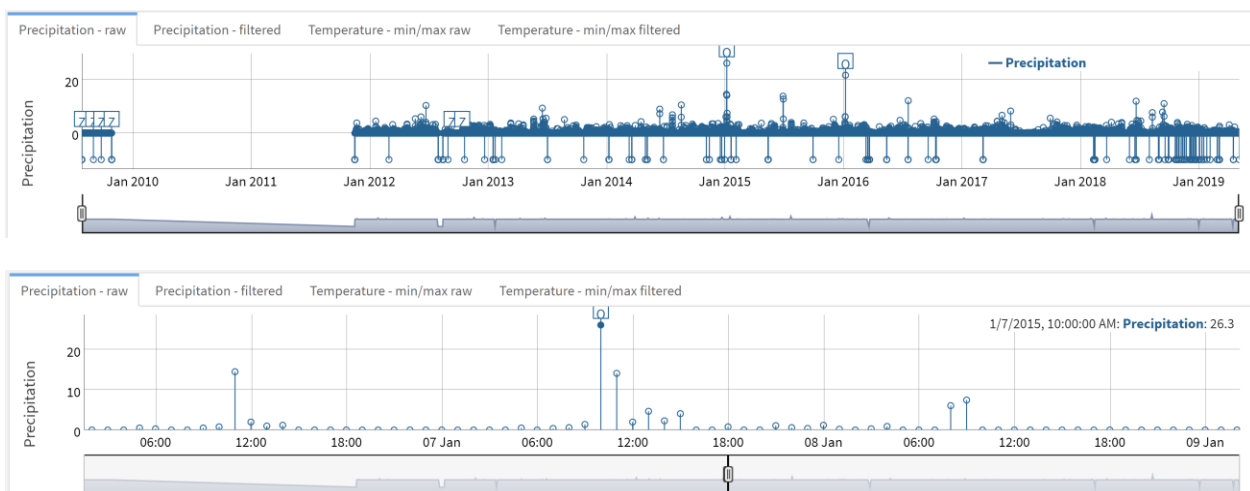 Precipitation - raw Precipitation - filtered Temperature - min/max raw Temperature - min/max filtered
O
Precipitation
20
O
Z Z Z Z
Z Z
0
Precipitation
Jan 2010 Jan 2011 Jan 2012 Jan 2013 Jan 2014 Jan 2015 Jan 2016 Jan 2017 Jan 2018 Jan 2019
Precipitation - raw Precipitation - filtered Temperature - min/max raw Temperature - min/max filtered
O
1/7/2015, 10:00:00 AM: Precipitation: 26.3
20
10
0
Precipitation
06:00 12:00 18:00 07 Jan 06:00 12:00 18:00 08 Jan 06:00 12:00 18:00 09 Jan